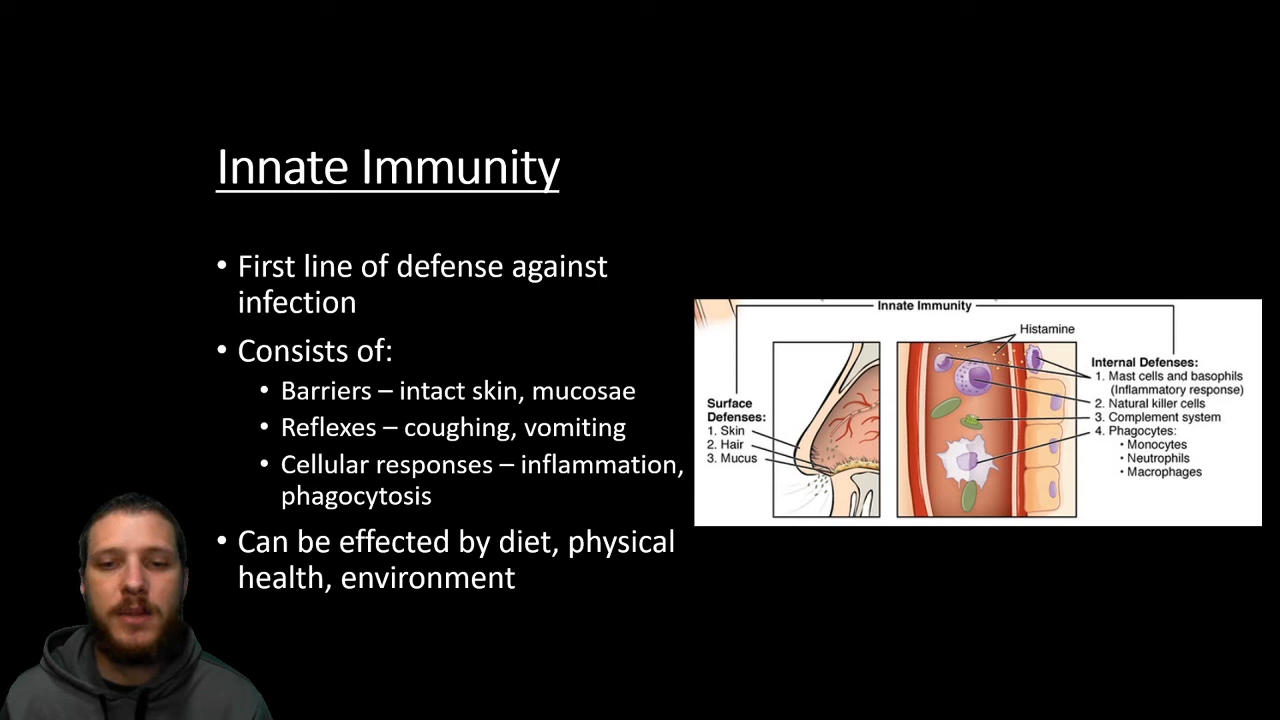 Innate Immunity
• First line of defense against
infection
• Consists of:
• Barriers – intact skin, mucosae
• Reflexes – coughing, vomiting
• Cellular responses – inflammation,
phagocytosis
• Can be effected by diet, physical
health, environment
Innate Immunity
Histamine
Surface
Defenses:
1. Skin
2. Hair
3. Mucus
Internal Defenses:
1. Mast cells and basophils
(Inflammatory response)
2. Natural killer cells
3. Complement system
4. Phagocytes:
• Monocytes
• Neutrophils
• Macrophages